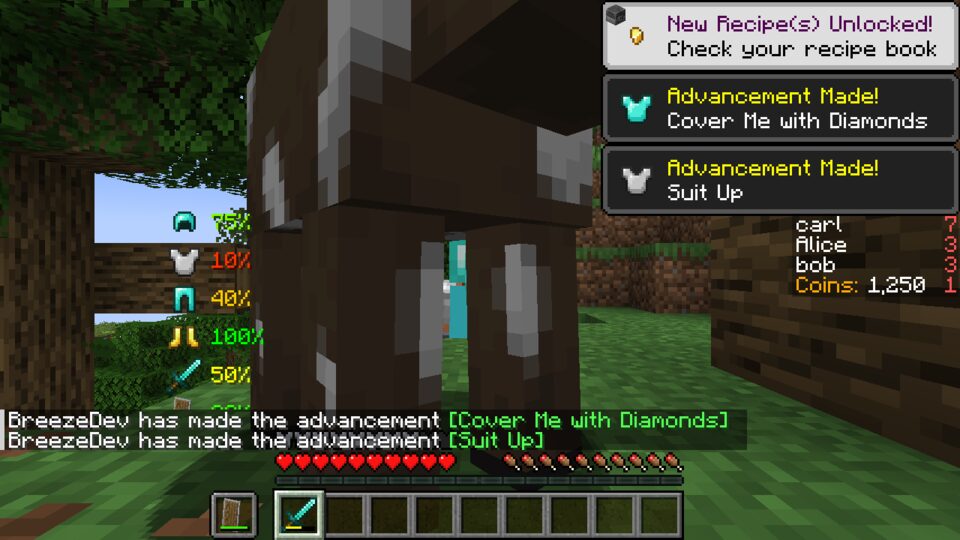 New Recipe(s) Unlocked!
Check your recipe book
Advancement Made!
Cover Me with Diamonds
Advancement Made!
Suit Up
carl 7
Alice 3
bob 3
Coins: 1,250 1
75%
10%
40%
100%
50%
BreezeDev has made the advancement [Cover Me with Diamonds]
BreezeDev has made the advancement [Suit Up]